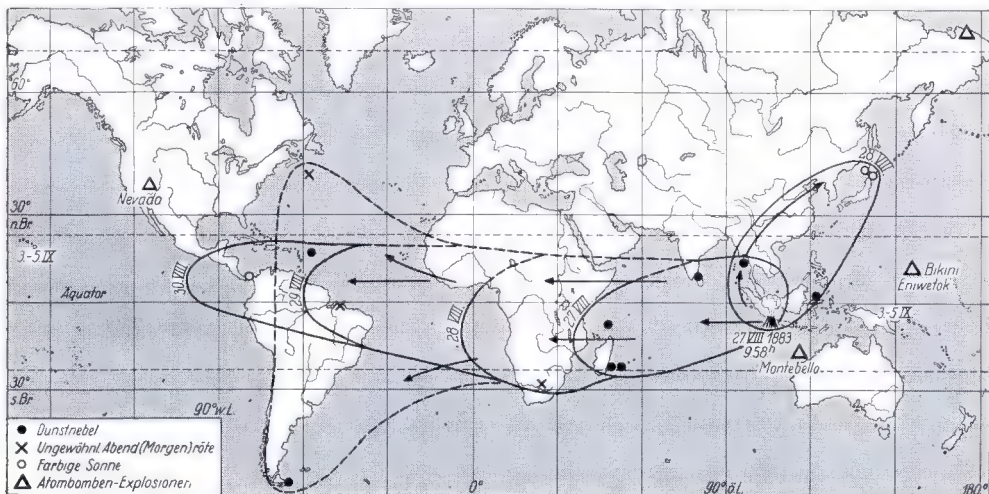 60°
Nevada
30°
n.Br
3.-5 IX
Äquator
30 VIII
29 VIII
28 VIII
27 VIII
28 VIII
Bikini
Eniwetok
3-5 IX
27 VIII 1883
9 58 h
Montebello
30°
s.Br.
90° w.L.
0°
90° ö.L.
180°
Dunstnebel
Ungewöhnl. Abend(Morgen)röte
Farbige Sonne
Atombomben-Explosionen